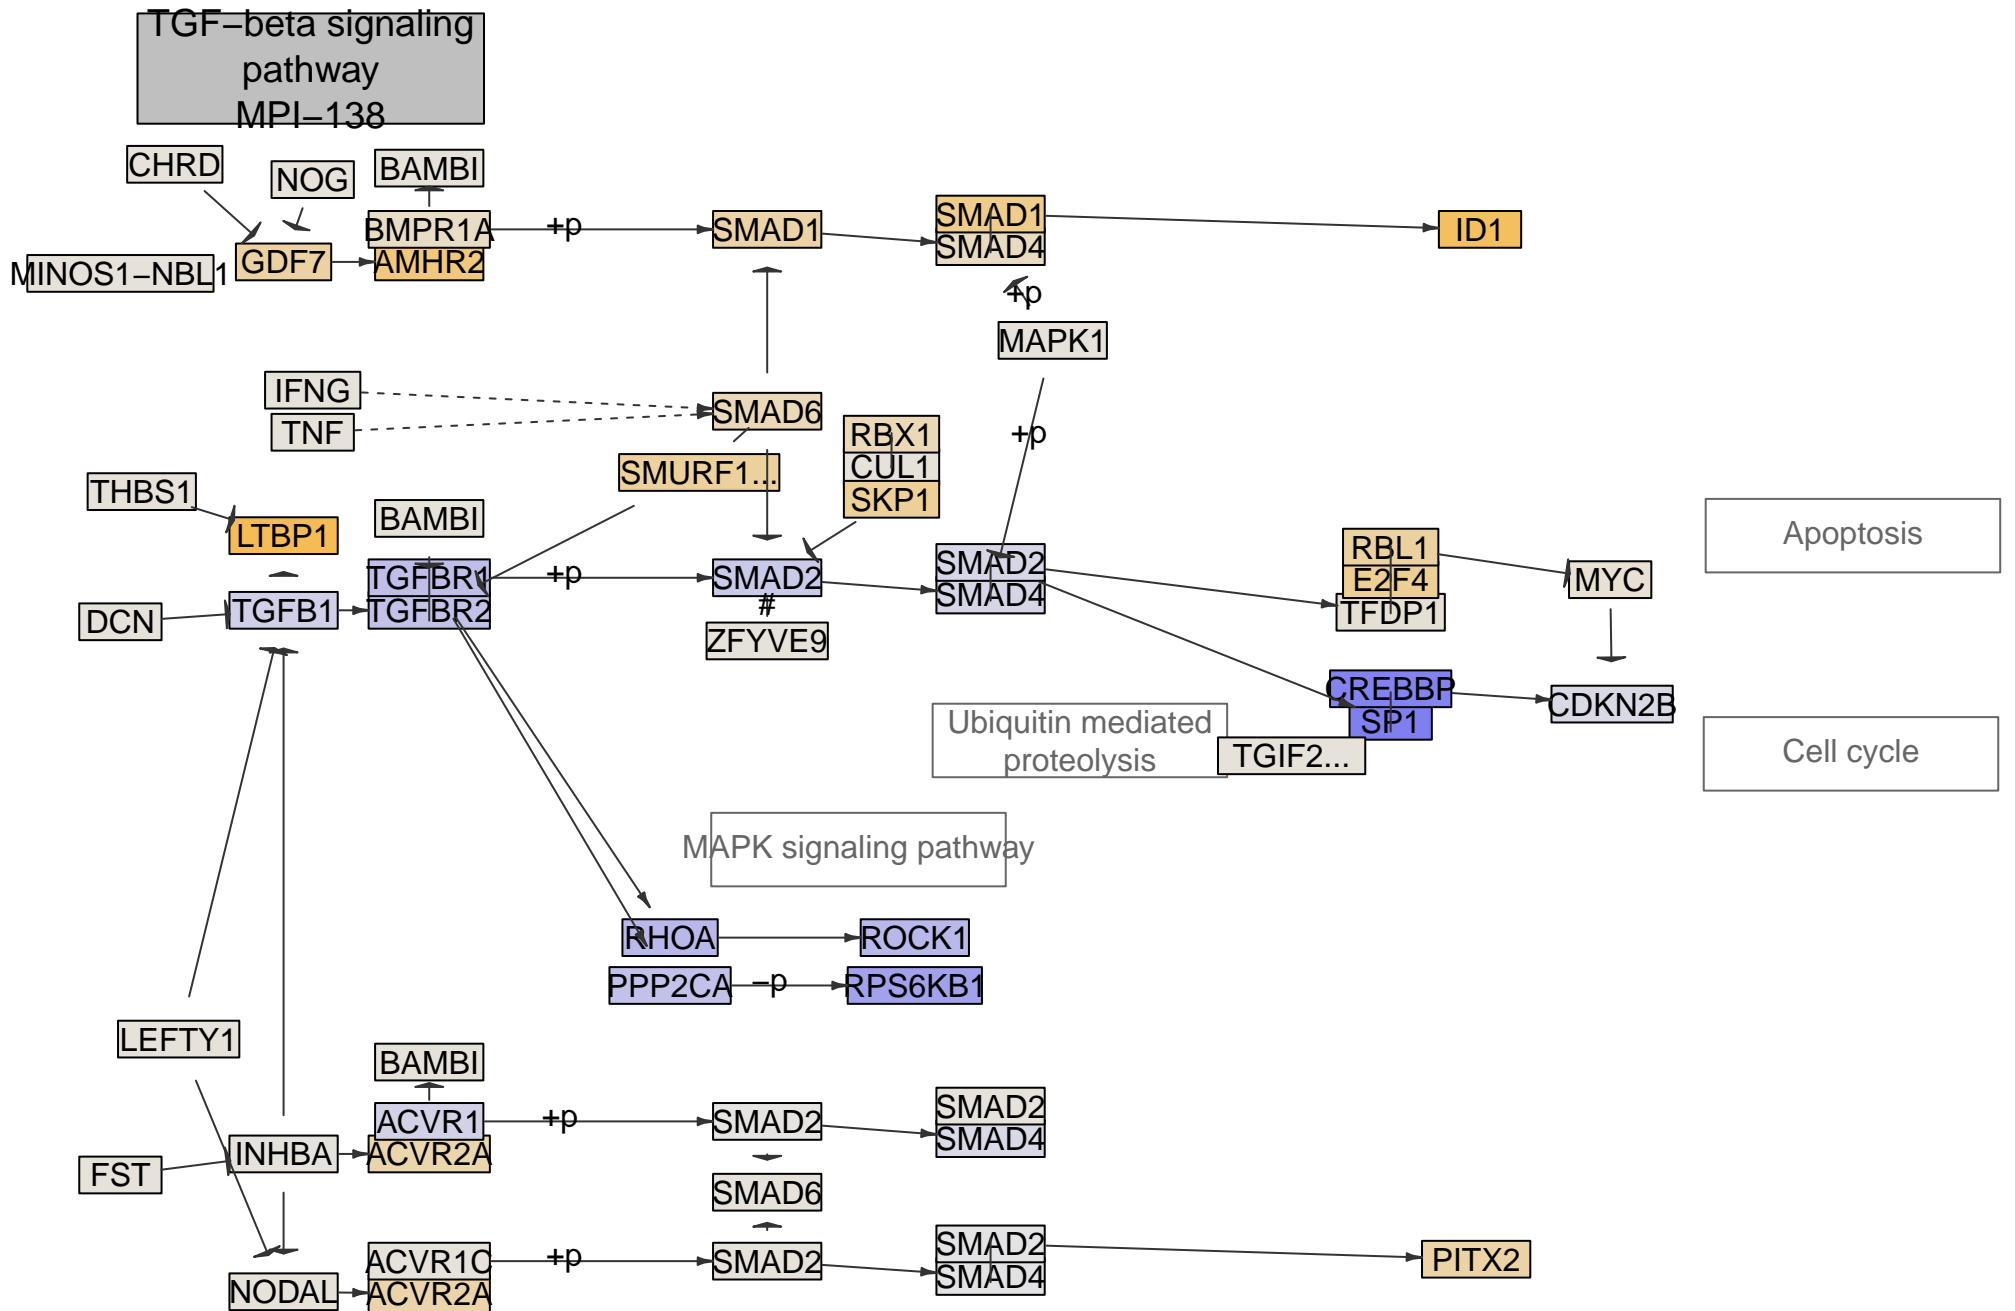 TGF−beta signaling
pathway
MPI−138
CHRD
NOG
BAMBI
BMPR1A
+p
SMAD1
SMAD1
SMAD4
ID1
MINOS1−NBL1
GDF7
AMHR2
+p
MAPK1
IFNG
TNF
SMAD6
RBX1
CUL1
SKP1
+p
SMURF1...
THBS1
LTBP1
BAMBI
TGFBR1
TGFBR2
+p
SMAD2
#
ZFYVE9
SMAD2
SMAD4
RBL1
E2F4
TFDP1
MYC
Apoptosis
DCN
TGFB1
CREBBP
SP1
CDKN2B
Ubiquitin mediated
proteolysis
TGIF2...
Cell cycle
MAPK signaling pathway
RHOA
ROCK1
PPP2CA
−p
RPS6KB1
LEFTY1
BAMBI
ACVR1
ACVR2A
+p
SMAD2
SMAD2
SMAD4
FST
INHBA
SMAD6
ACVR1C
ACVR2A
+p
SMAD2
SMAD2
SMAD4
PITX2
NODAL